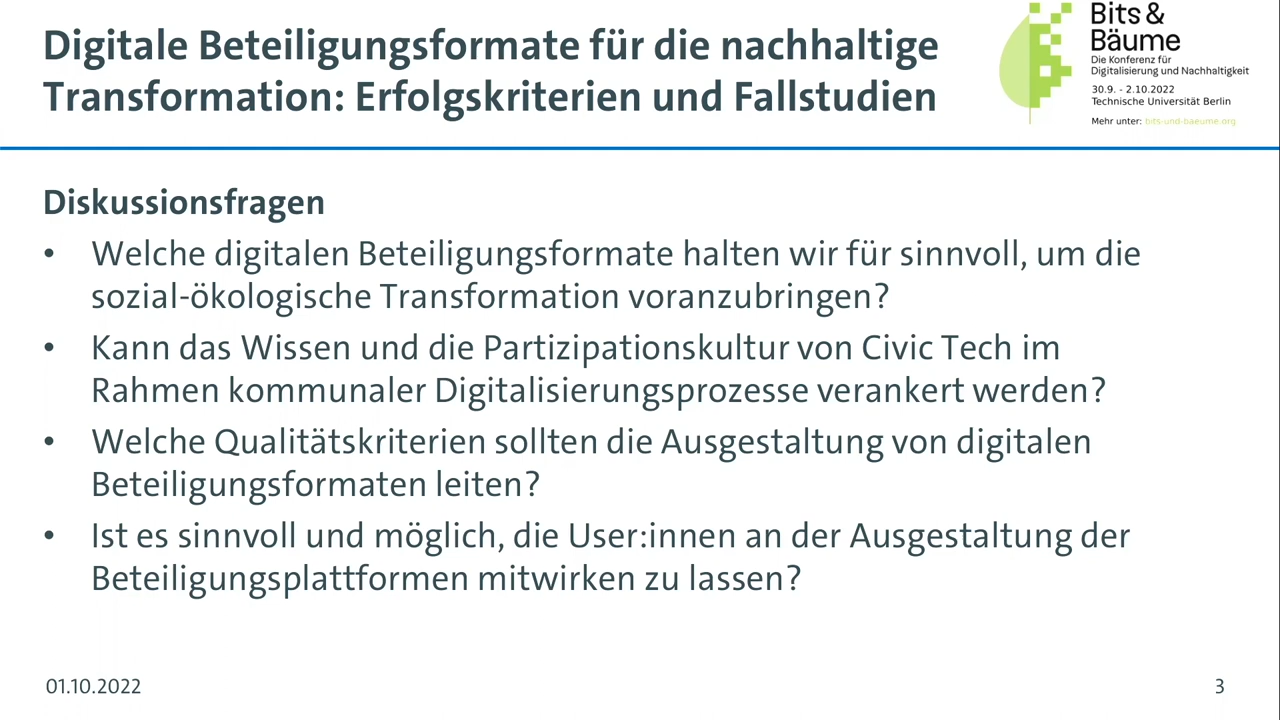 Digitale Beteiligungsformate für die nachhaltige
Transformation: Erfolgskriterien und Fallstudien
Bits &
Bäume
Die Konferenz für
Digitalisierung und Nachhaltigkeit
30.9. - 2.10.2022
Technische Universität Berlin
Mehr unter: bits-und-baeume.org
Diskussionsfragen
• Welche digitalen Beteiligungsformate halten wir für sinnvoll, um die
sozial-ökologische Transformation voranzubringen?
• Kann das Wissen und die Partizipationskultur von Civic Tech im
Rahmen kommunaler Digitalisierungsprozesse verankert werden?
• Welche Qualitätskriterien sollten die Ausgestaltung von digitalen
Beteiligungsformaten leiten?
• Ist es sinnvoll und möglich, die User:innen an der Ausgestaltung der
Beteiligungsplattformen mitwirken zu lassen?
01.10.2022
3